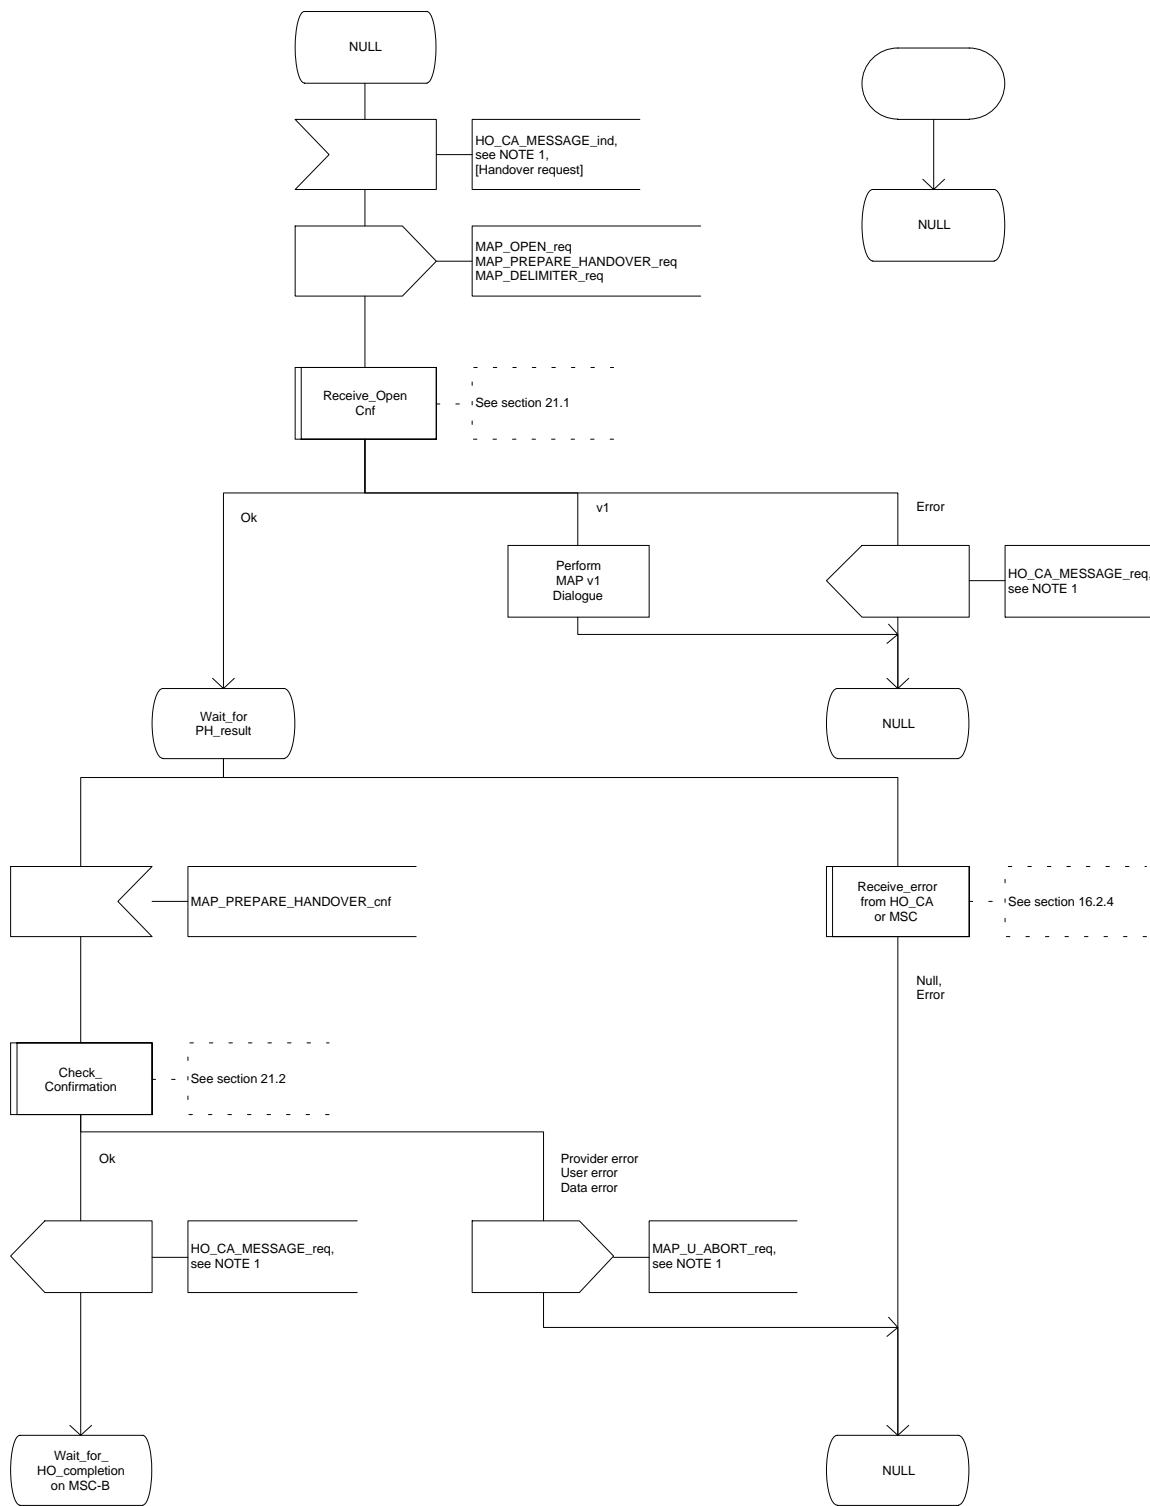 NULL
HO_CA_MESSAGE_ind,
see NOTE 1,
[Handover request]
NULL
MAP_OPEN_req
MAP_PREPARE_HANDOVER_req
MAP_DELIMITER_req
Receive_Open
Cnf
See section 21.1
Ok
v1
Error
Perform
MAP v1
Dialogue
HO_CA_MESSAGE_req,
see NOTE 1
Wait_for
PH_result
NULL
MAP_PREPARE_HANDOVER_cnf
Receive_error
from HO_CA
or MSC
See section 16.2.4
Null,
Error
Check_
Confirmation
See section 21.2
Ok
Provider error
User error
Data error
HO_CA_MESSAGE_req,
see NOTE 1
MAP_U_ABORT_req,
see NOTE 1
Wait_for_
HO_completion
on MSC-B
NULL